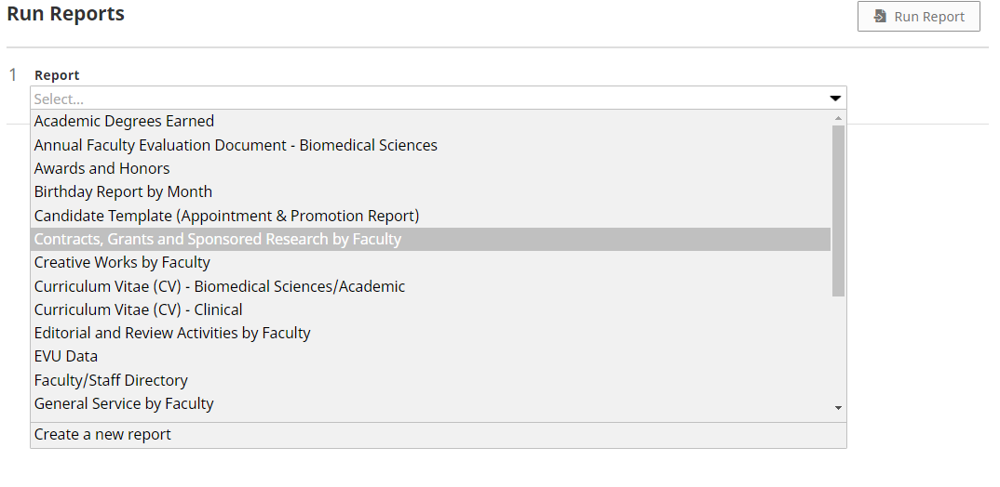 Run Reports
Run Report
1 Report
Select...
Academic Degrees Earned
Annual Faculty Evaluation Document - Biomedical Sciences
Awards and Honors
Birthday Report by Month
Candidate Template (Appointment & Promotion Report)
Contracts, Grants and Sponsored Research by Faculty
Creative Works by Faculty
Curriculum Vitae (CV) - Biomedical Sciences/Academic
Curriculum Vitae (CV) - Clinical
Editorial and Review Activities by Faculty
EVU Data
Faculty/Staff Directory
General Service by Faculty
Create a new report